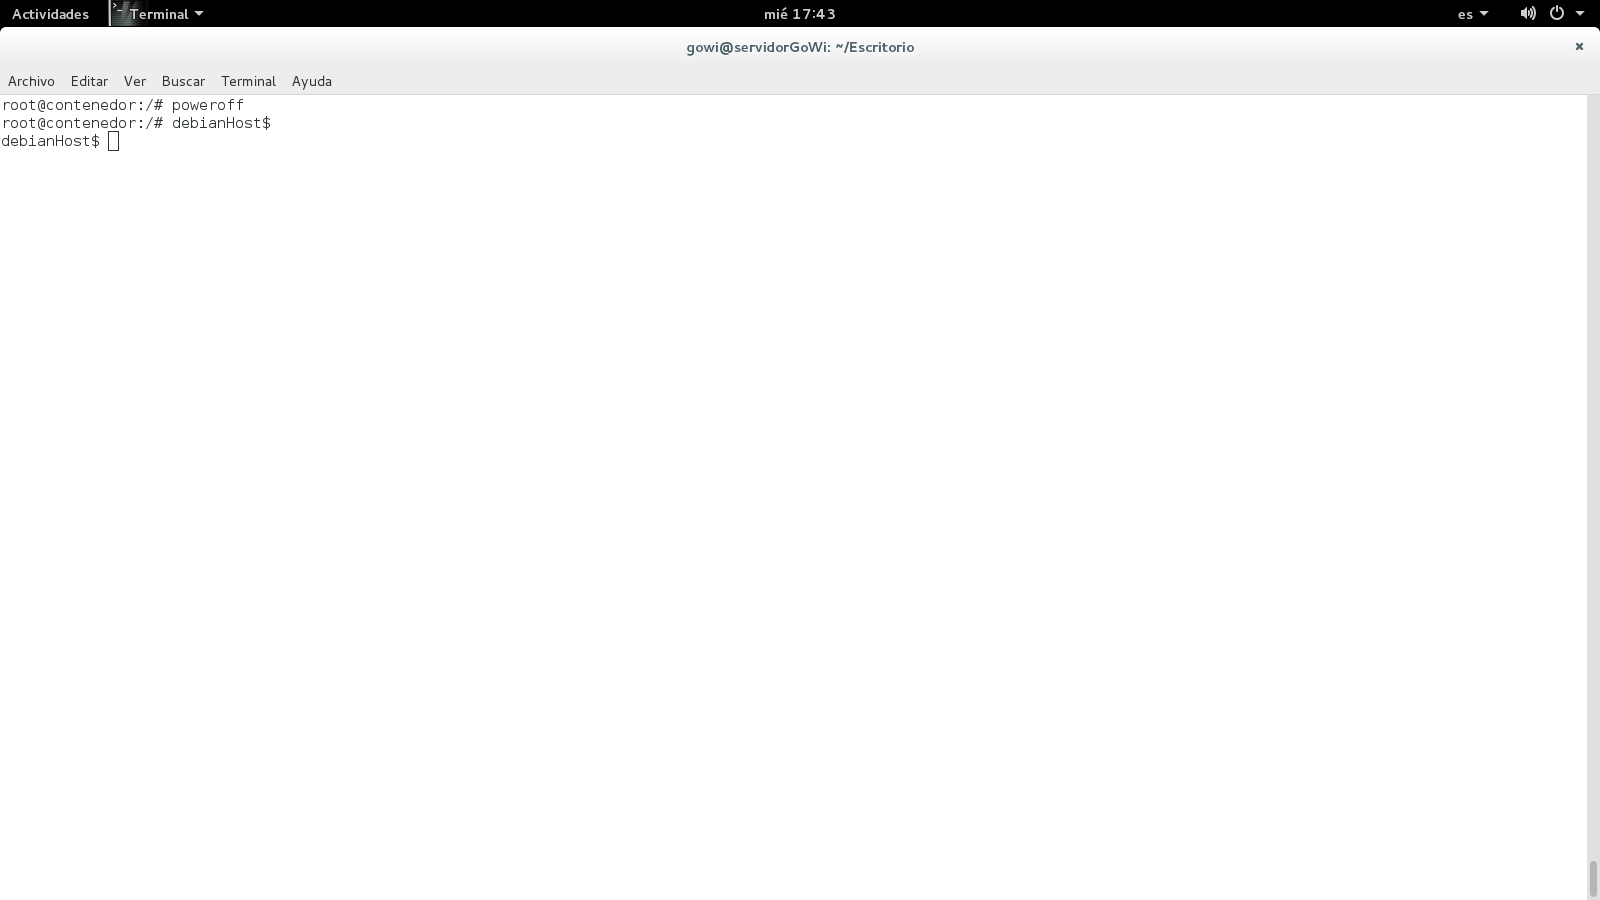 Actividades Terminal mié 17:43 es
gowi@servidorGoWi: ~/Escritorio
Archivo Editar Ver Buscar Terminal Ayuda
root@contenedor:/# poweroff
root@contenedor:/# debianHost$
debianHost$